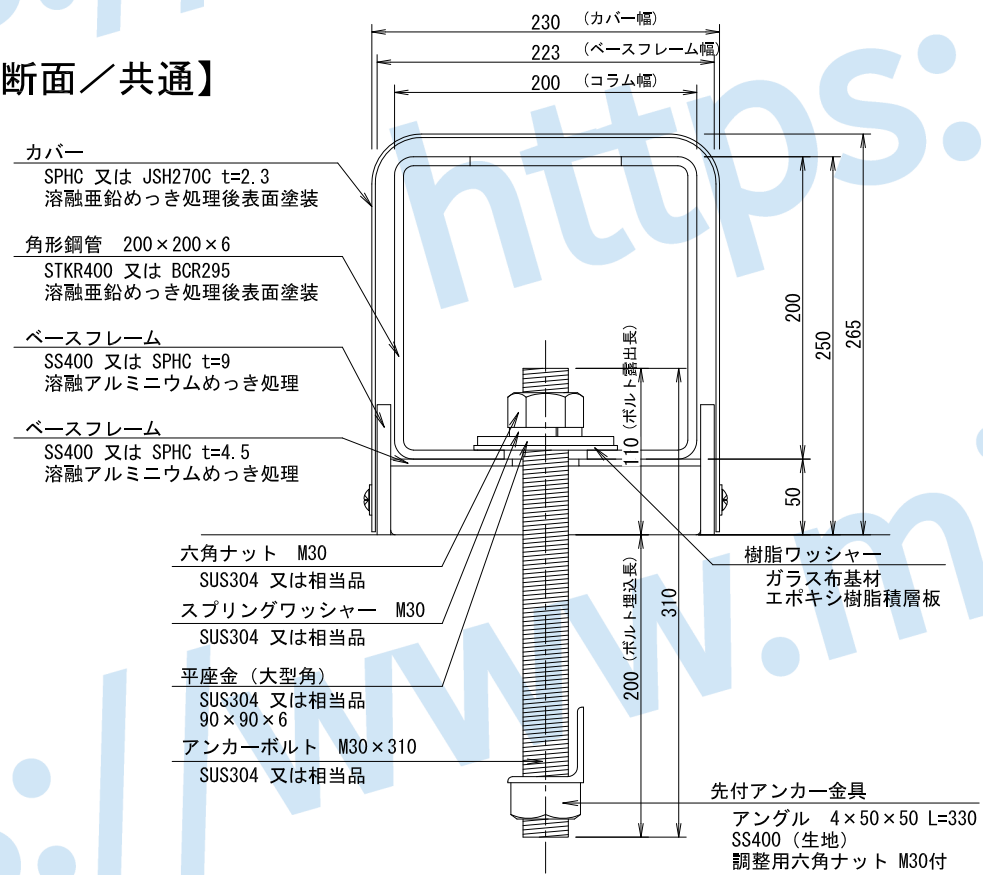 断面／共通】
230 (カバー幅)
223 (ベースフレーム幅)
200 (コラム幅)
カバー
SPHC 又は JSH270C t=2.3
溶融亜鉛めっき処理後表面塗装
角形鋼管 200×200×6
STKR400 又は BCR295
溶融亜鉛めっき処理後表面塗装
ベースフレーム
SS400 又は SPHC t=9
溶融アルミニウムめっき処理
ベースフレーム
SS400 又は SPHC t=4.5
溶融アルミニウムめっき処理
200
250
265
50
110 (ボルト露出長)
200 (ボルト埋込長)
310
六角ナット M30
SUS304 又は相当品
スプリングワッシャー M30
SUS304 又は相当品
平座金 (大型角)
SUS304 又は相当品
90×90×6
アンカーボルト M30×310
SUS304 又は相当品
樹脂ワッシャー
ガラス布基材
エポキシ樹脂積層板
先付アンカー金具
アングル 4×50×50 L=330
SS400 (生地)
調整用六角ナット M30付
https:
://www.m